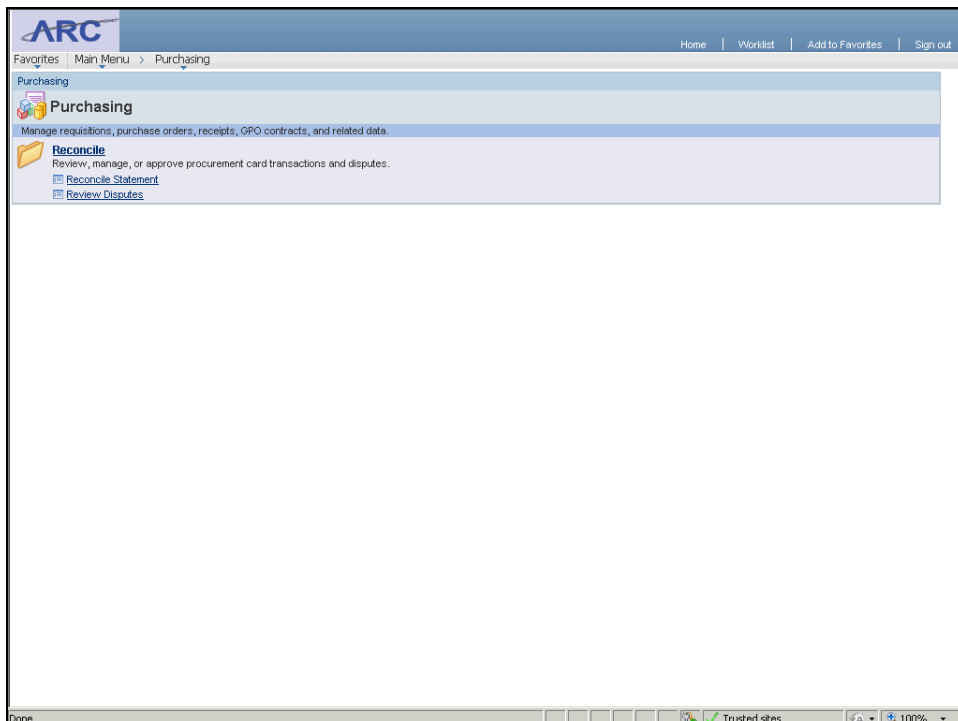 ARC
Home | Worklist | Add to Favorites | Sign out
Favorites Main Menu > Purchasing
Purchasing
Purchasing
Manage requisitions, purchase orders, receipts, GPO contracts, and related data.
Reconcile
Review, manage, or approve procurement card transactions and disputes.
Reconcile Statement
Review Disputes
Done Trusted sites 100%